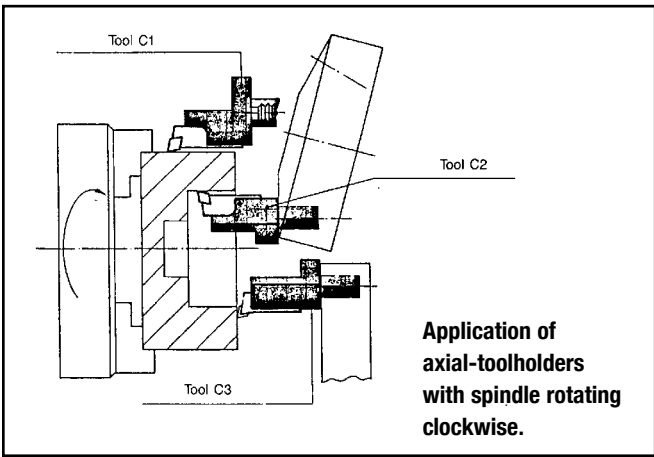 Tool C1
Tool C2
Application of
axial-toolholders
with spindle rotating
clockwise.
Tool C3